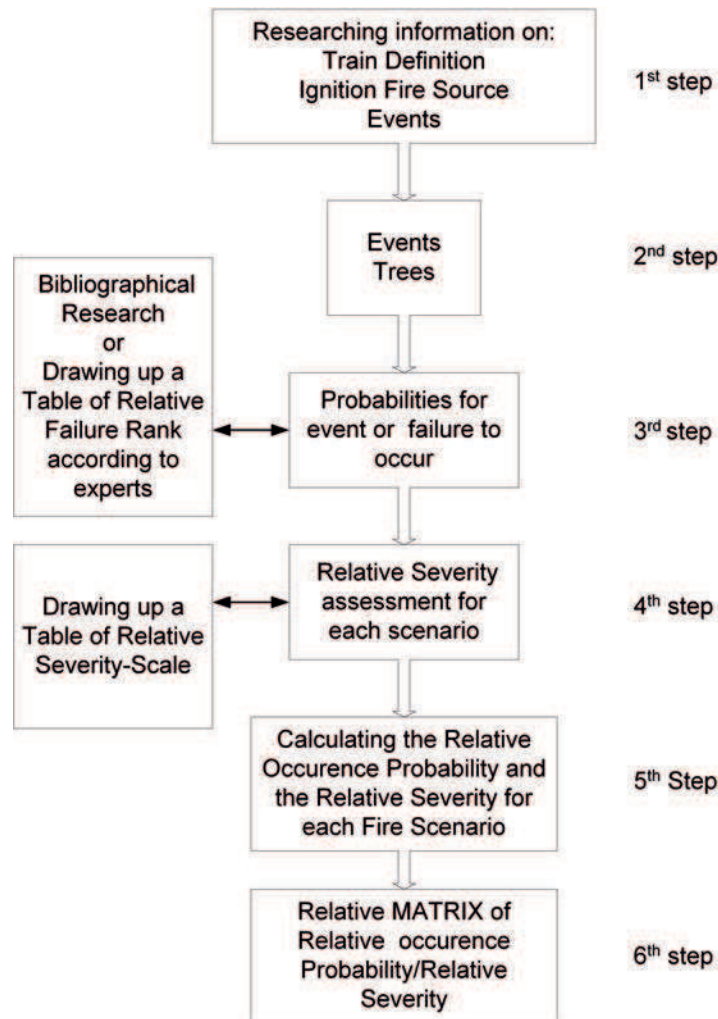 Researching information on:
Train Definition
Ignition Fire Source
Events
1st step
Events
Trees
2nd step
Bibliographical
Research
or
Drawing up a
Table of Relative
Failure Rank
according to
experts
Probabilities for
event or failure to
occur
3rd step
Drawing up a
Table of Relative
Severity-Scale
Relative Severity
assessment for
each scenario
4th step
Calculating the Relative
Occurence Probability and
the Relative Severity for
each Fire Scenario
5th Step
Relative MATRIX of
Relative occurence
Probability/Relative
Severity
6th step